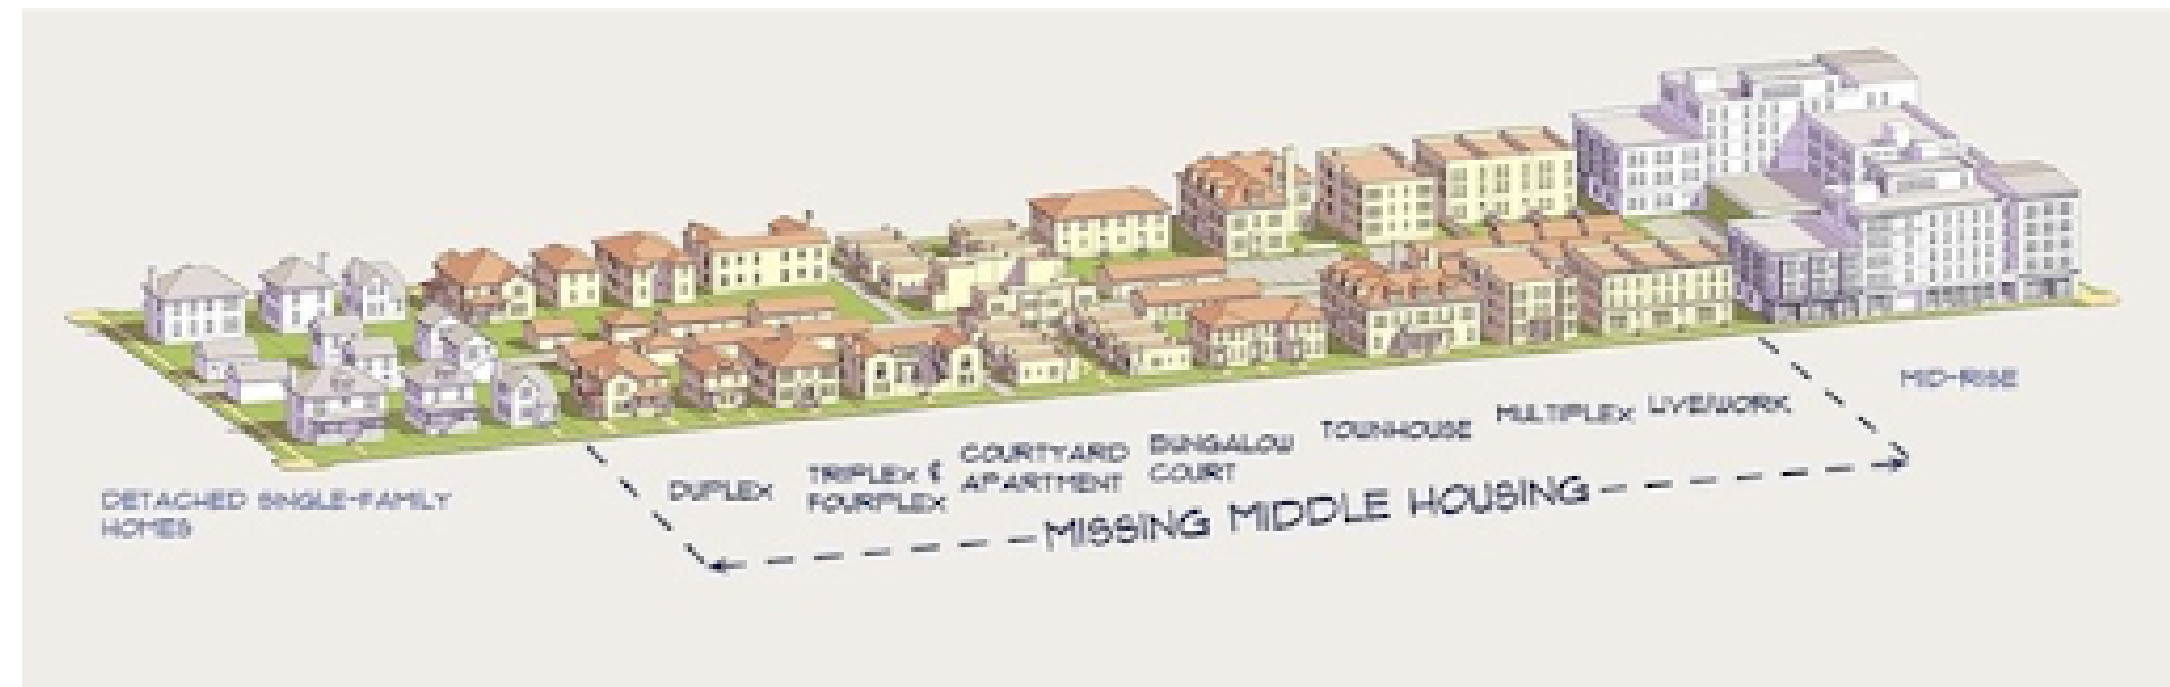 DETACHED SINGLE-FAMILY
HOMES
DUPLEX
TRIPLEX &
FOURPLEX
COURTYARD
APARTMENT
BUNGALOW
COURT
TOWNHOUSE
MULTIPLEX
LIVE/WORK
MID-RISE
MISSING MIDDLE HOUSING